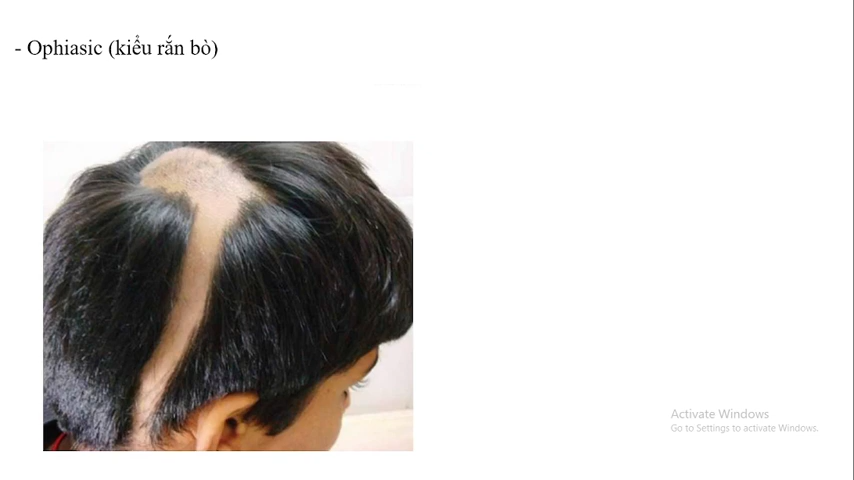 - Ophiasic (kiểu rắn bò)
Activate Windows
Go to Settings to activate Windows.